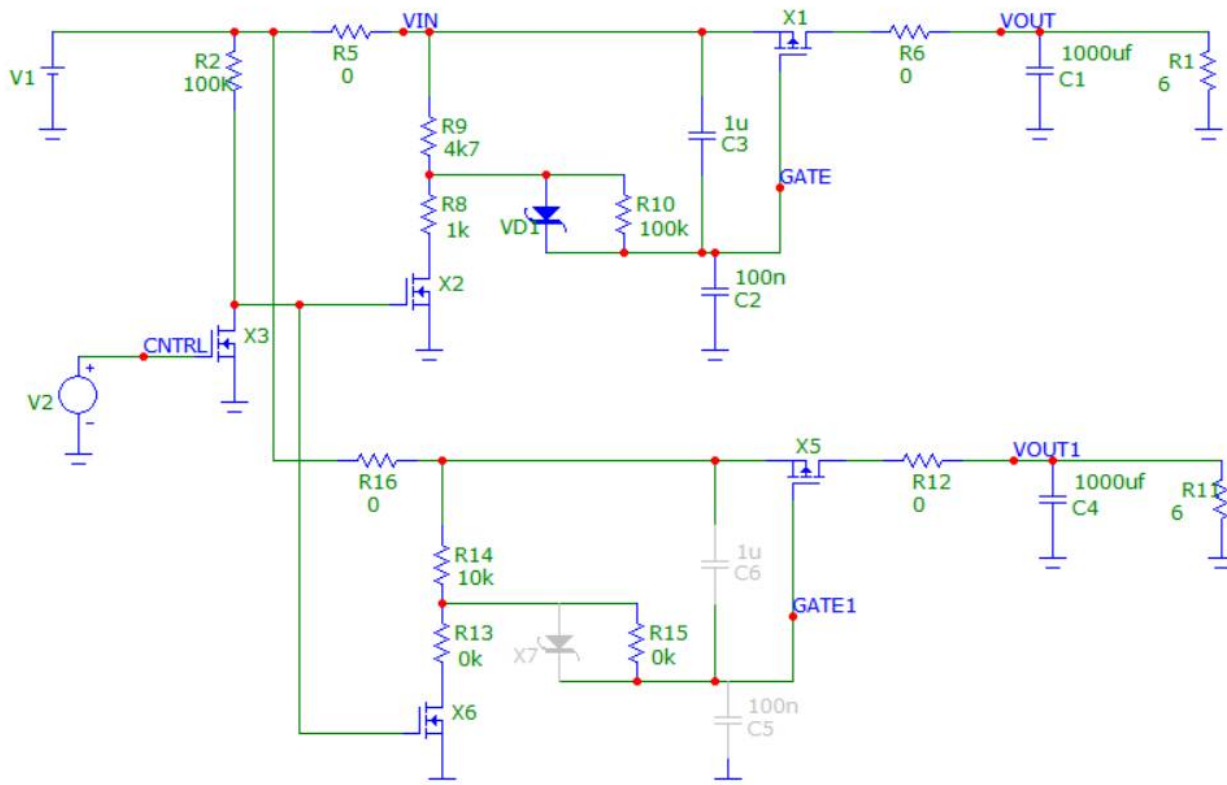 VIN
X1
VOUT
V1
R2
100K
R5
0
R6
0
1000uf
C1
R1
6
R9
4k7
1u
C3
GATE
R8
1k
VD1
R10
100k
X2
100n
C2
CNTRL
X3
V2
+
-
X5
VOUT1
R16
0
R12
0
1000uf
C4
R11
6
R14
10k
1u
C6
GATE1
R13
0k
X7
R15
0k
X6
100n
C5